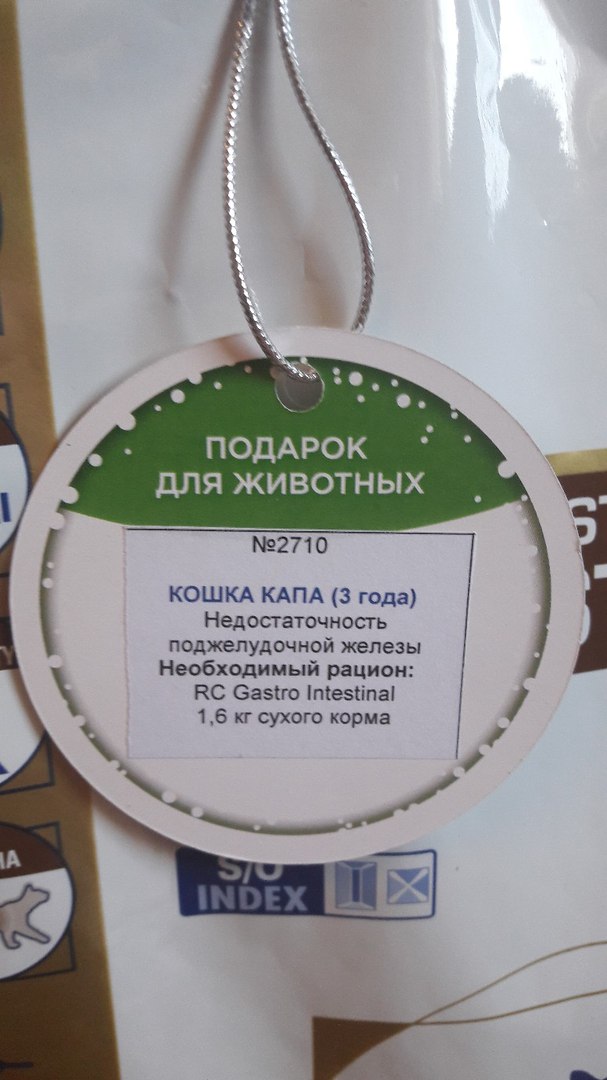 ПОДАРОК
ДЛЯ ЖИВОТНЫХ
№2710
КОШКА КАПА (3 года)
Недостаточность
поджелудочной железы
Необходимый рацион:
RC Gastro Intestinal
1,6 кг сухого корма
S/O
INDEX